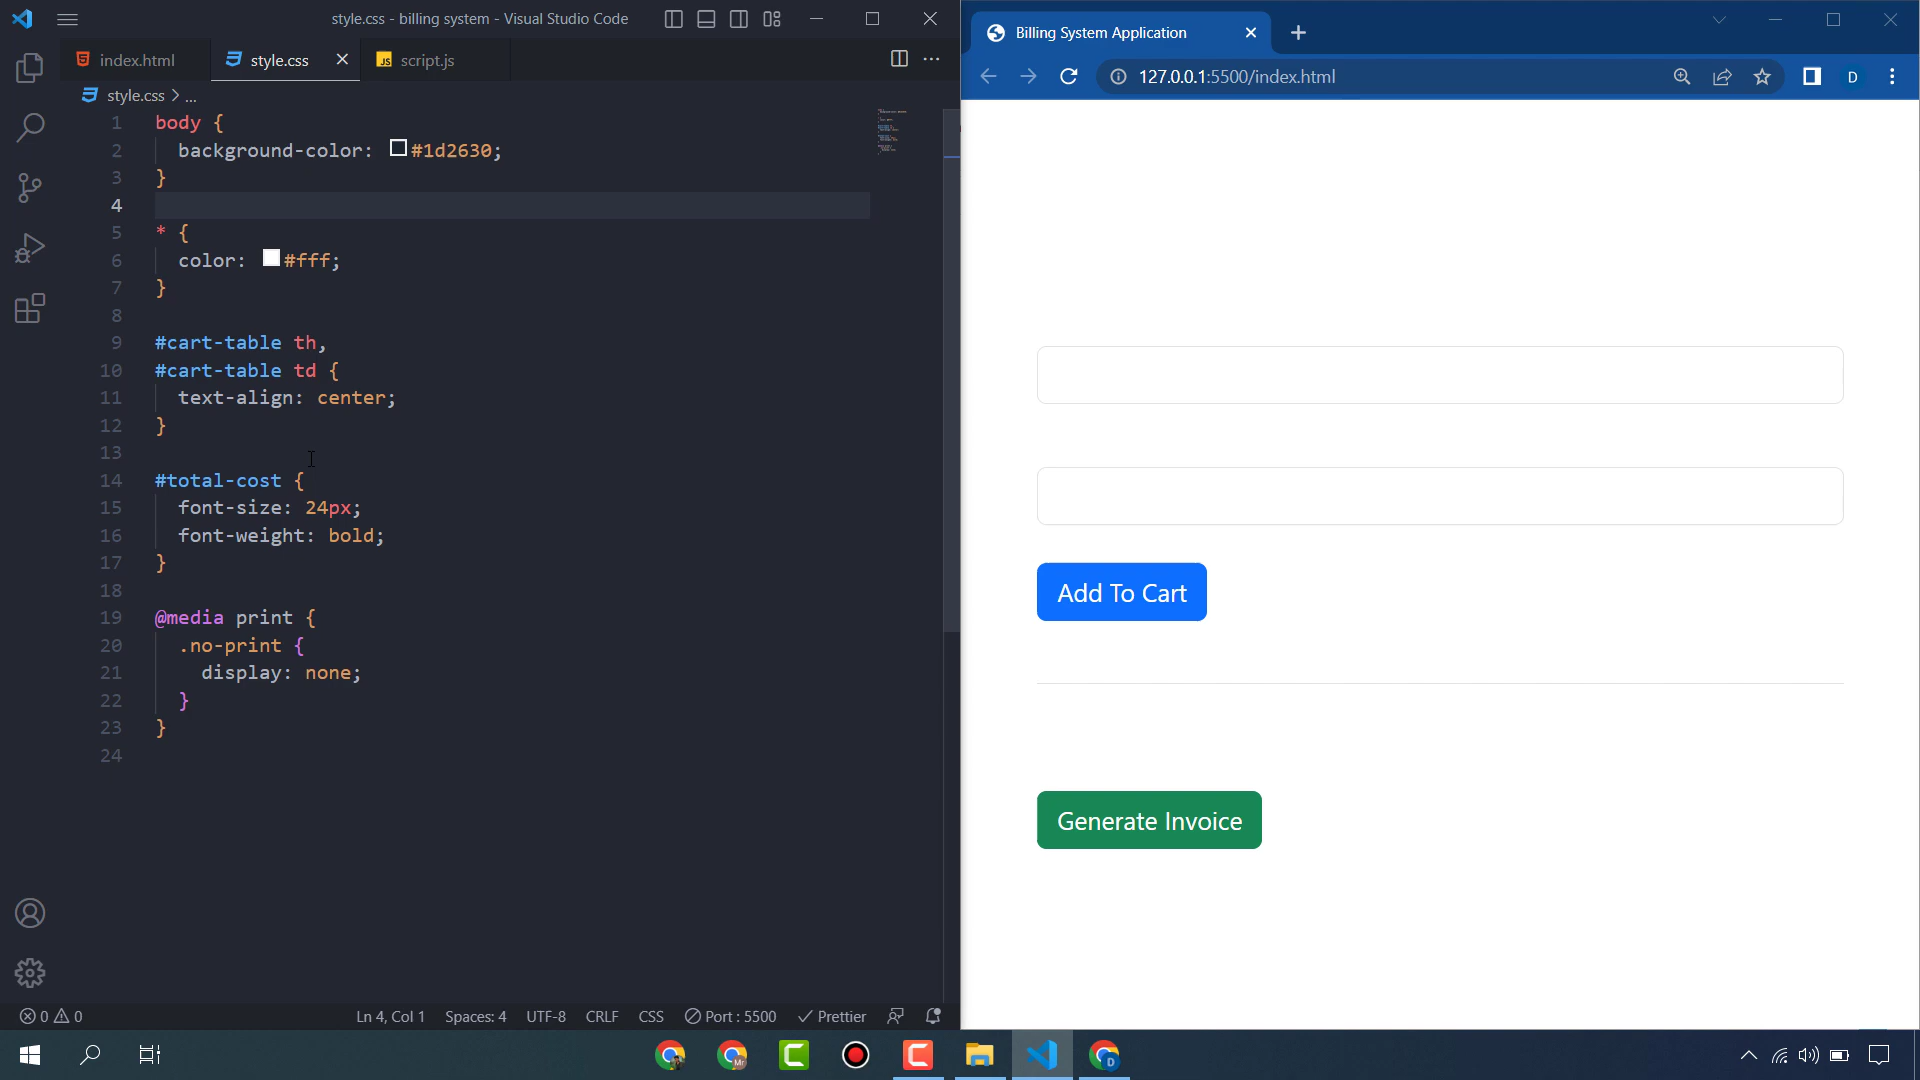 style.css - billing system - Visual Studio Code
index.html
style.css
JS script.js
style.css > ...
1 body {
2 background-color: #1d2630;
3 }
4
5 * {
6 color: #fff;
7 }
8
9 #cart-table th,
10 #cart-table td {
11 text-align: center;
12 }
13
14 #total-cost {
15 font-size: 24px;
16 font-weight: bold;
17 }
18
19 @media print {
20 .no-print {
21 display: none;
22 }
23 }
24
0 0
Ln 4, Col 1
Spaces: 4
UTF-8
CRLF
CSS
Port : 5500
Prettier
Billing System Application
127.0.0.1:5500/index.html
D
Add To Cart
Generate Invoice
Mr
D